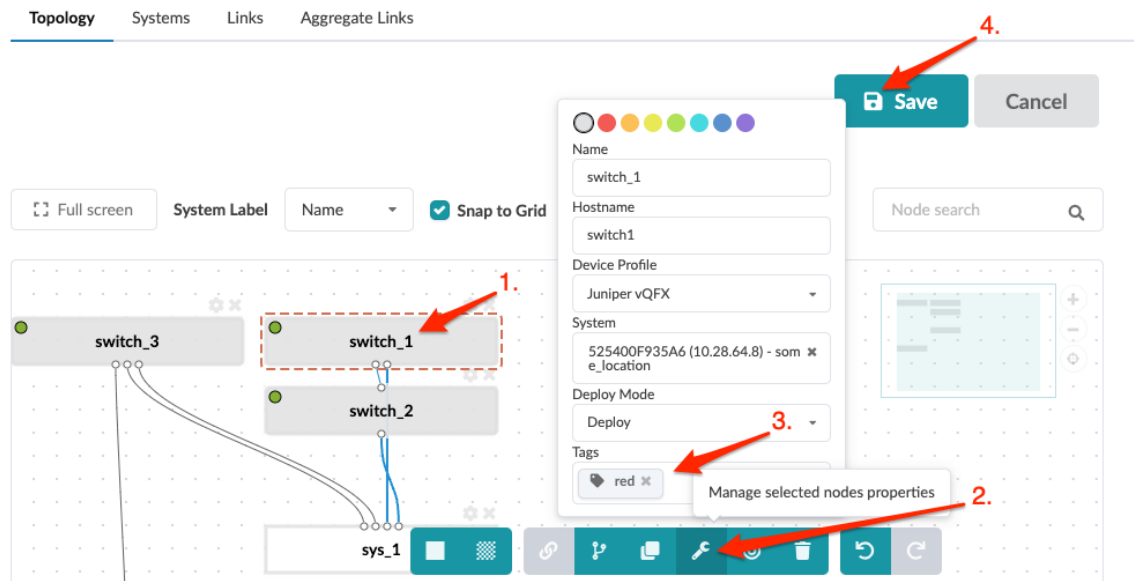 Topology Systems Links Aggregate Links
4.
Save Cancel
Name
switch_1
Full screen System Label Name Snap to Grid
Node search
Hostname
switch1
Device Profile
Juniper vQFX
1.
System
switch_3 switch_1
525400F935A6 (10.28.64.8) - som
e_location
Deploy Mode
switch_2
Deploy
3.
Tags
red
Manage selected nodes properties
2.
sys_1